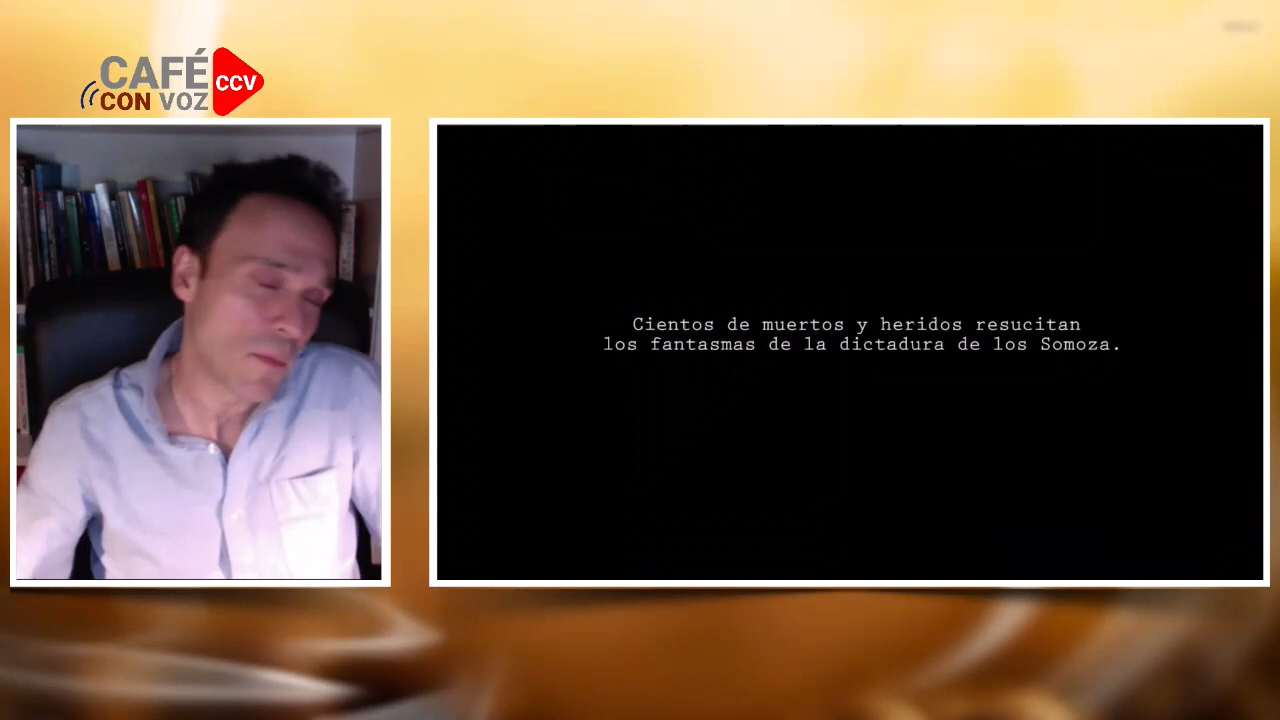 CAFÉ
CON VOZ
CCV
Cientos de muertos y heridos resucitan
los fantasmas de la dictadura de los Somoza.